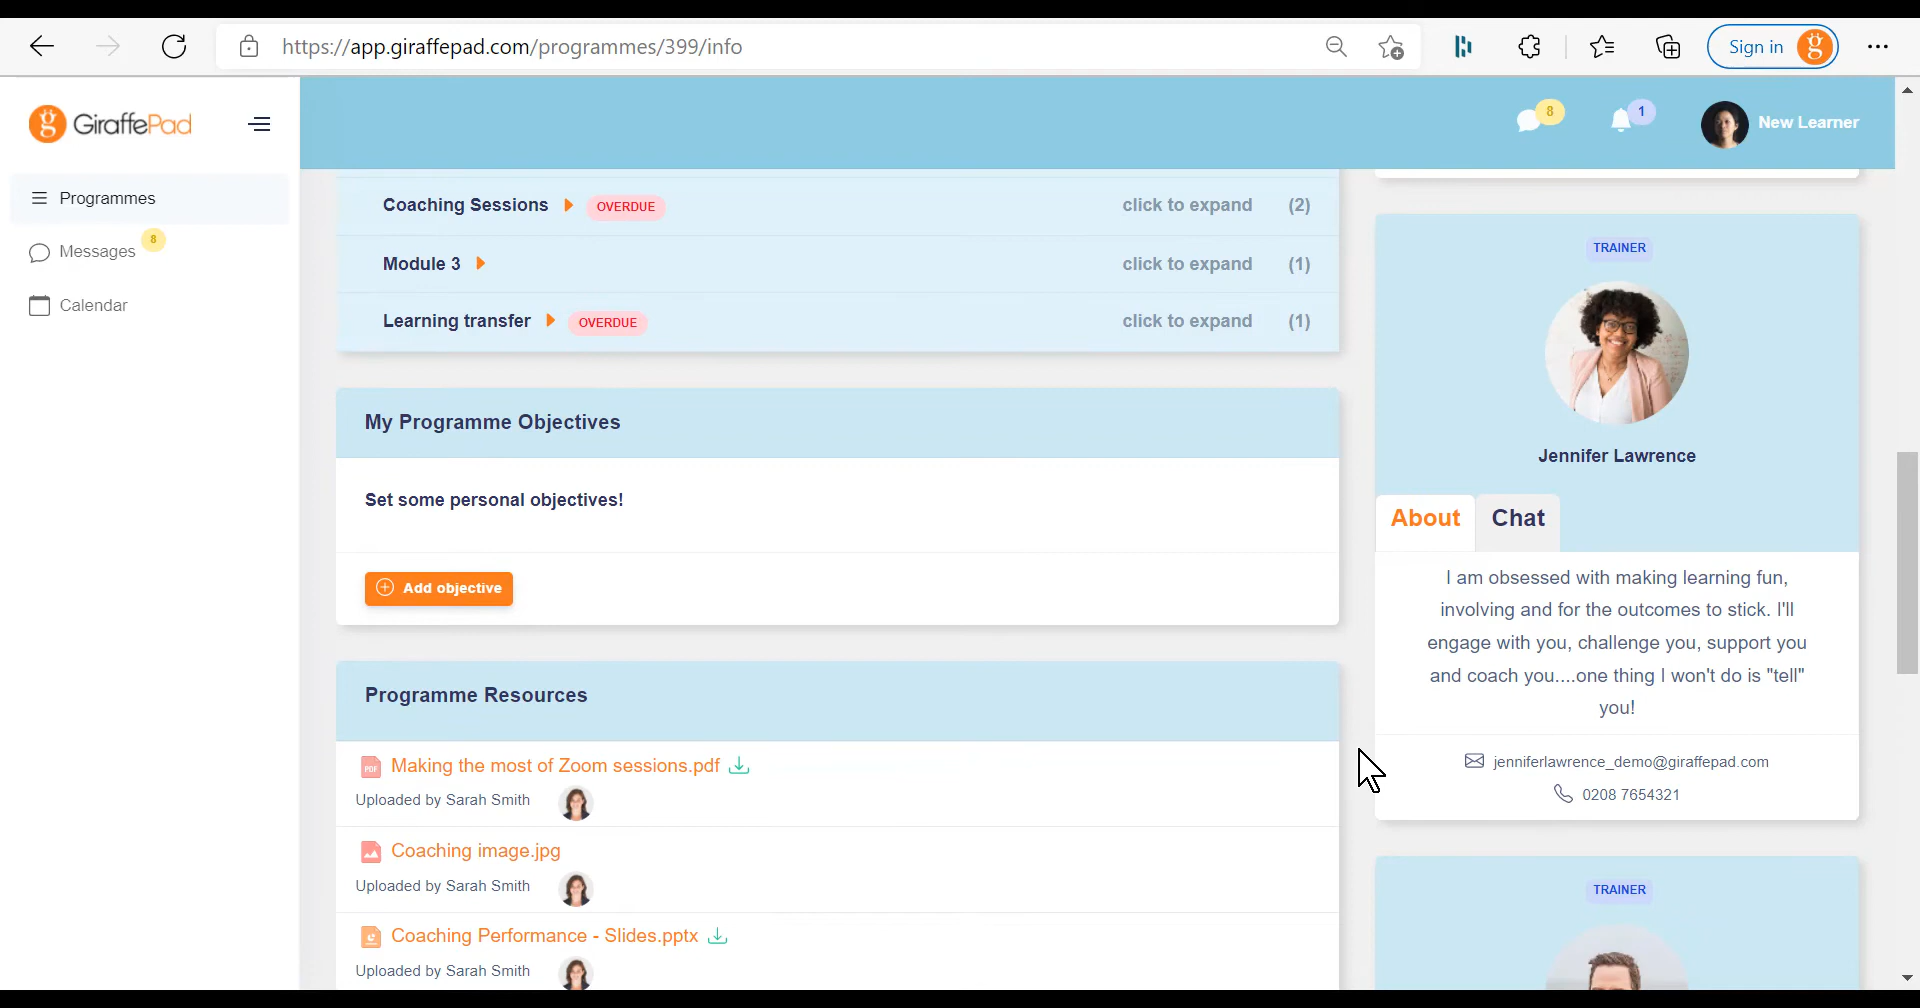 https://app.giraffepad.com/programmes/399/info
Sign in
GiraffePad
8
1
New Learner
Programmes
Messages
8
Calendar
Coaching Sessions OVERDUE click to expand (2)
Module 3 click to expand (1)
Learning transfer OVERDUE click to expand (1)
My Programme Objectives
Set some personal objectives!
Add objective
Programme Resources
PDF Making the most of Zoom sessions.pdf
Uploaded by Sarah Smith
Coaching image.jpg
Uploaded by Sarah Smith
Coaching Performance - Slides.pptx
Uploaded by Sarah Smith
TRAINER
Jennifer Lawrence
About Chat
I am obsessed with making learning fun,
involving and for the outcomes to stick. I'll
engage with you, challenge you, support you
and coach you....one thing I won't do is "tell"
you!
jenniferlawrence_demo@giraffepad.com
0208 7654321
TRAINER